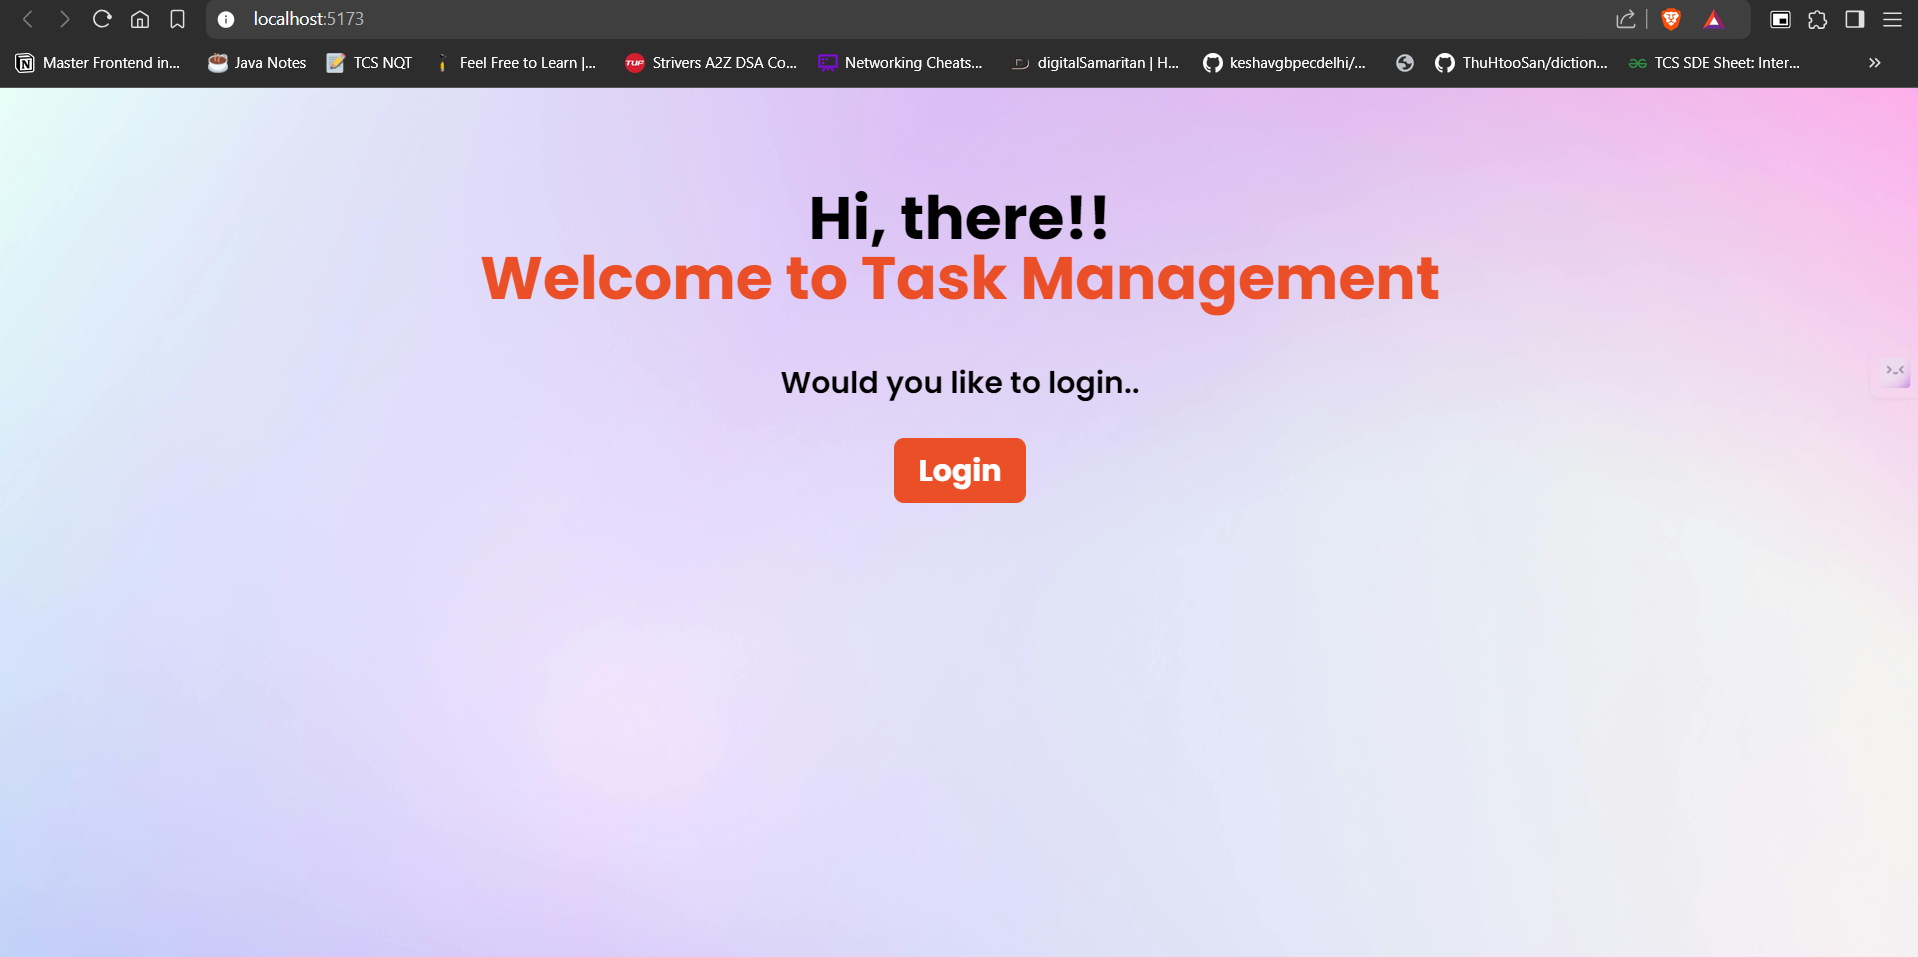 localhost:5173
Master Frontend in...
Java Notes
TCS NQT
Feel Free to Learn |...
TUF
Strivers A2Z DSA Co...
Networking Cheats...
digitalSamaritan | H...
keshavgbpecdelhi/...
ThuHtooSan/diction...
TCS SDE Sheet: Inter...
Hi, there!!
Welcome to Task Management
Would you like to login..
Login